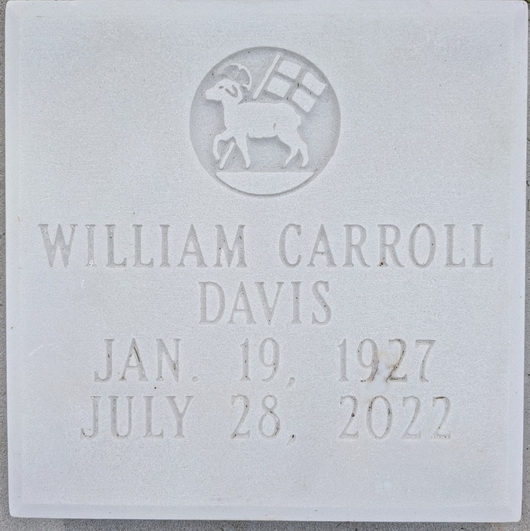 WILLIAM CARROLL
DAVIS
JAN. 19, 1927
JULY 28, 2022